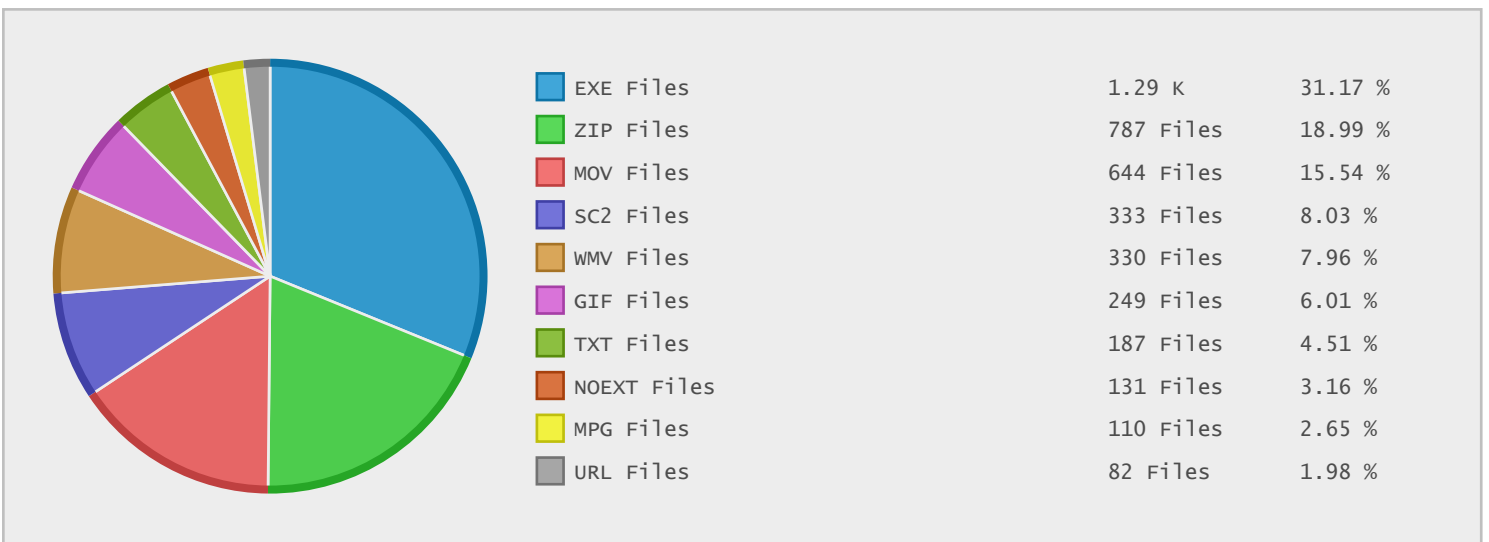 EXE Files 1.29 K 31.17 %
ZIP Files 787 Files 18.99 %
MOV Files 644 Files 15.54 %
SC2 Files 333 Files 8.03 %
WMV Files 330 Files 7.96 %
GIF Files 249 Files 6.01 %
TXT Files 187 Files 4.51 %
NOEXT Files 131 Files 3.16 %
MPG Files 110 Files 2.65 %
URL Files 82 Files 1.98 %